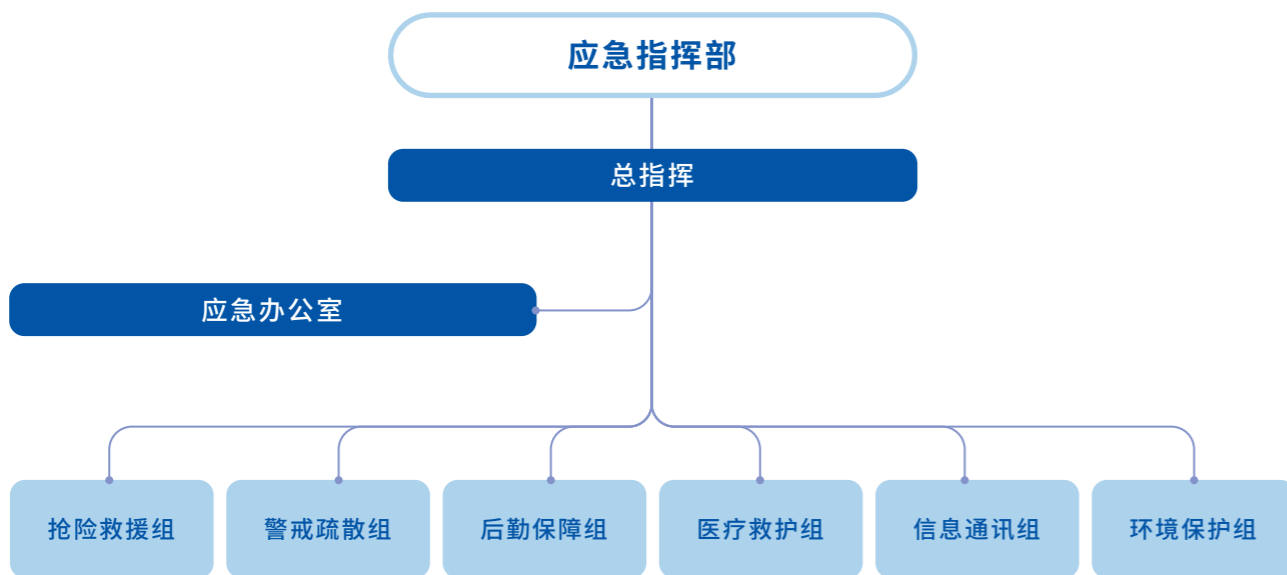 应急指挥部
总指挥
应急办公室
抢险救援组
警戒疏散组
后勤保障组
医疗救护组
信息通讯组
环境保护组